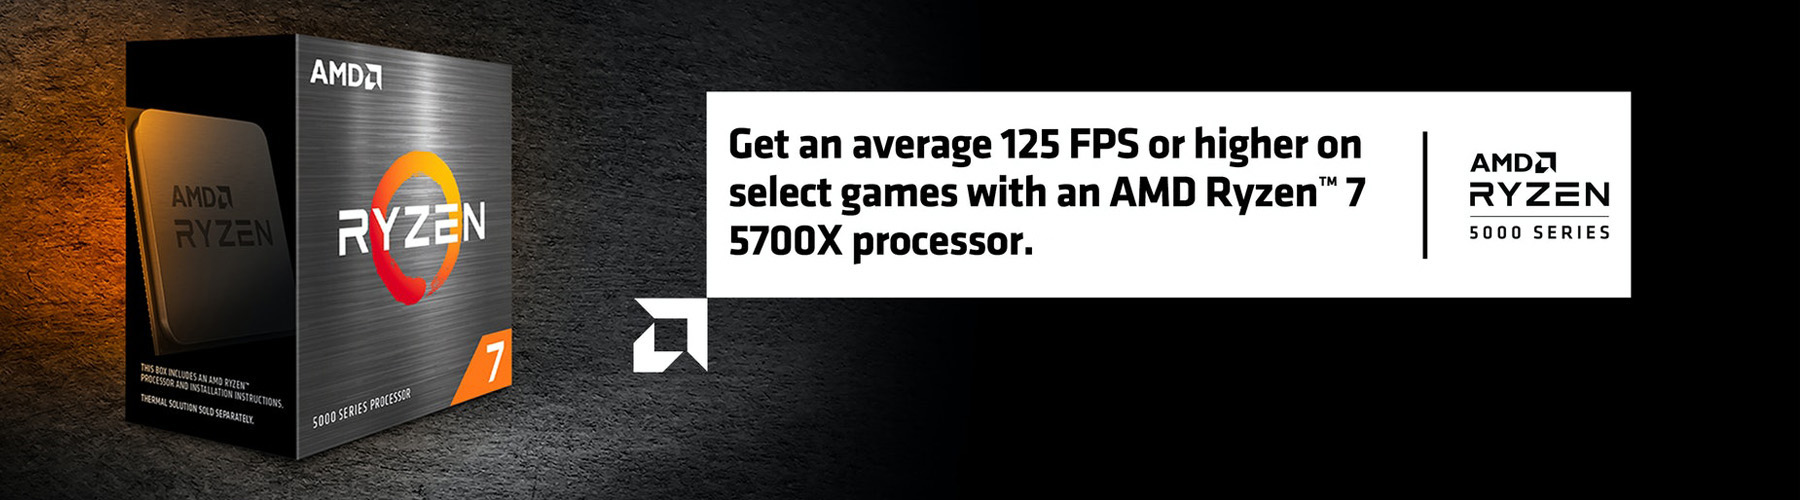 AMD
RYZEN
THIS BOX INCLUDES AN AMD RYZEN™
PROCESSOR AND INSTALLATION INSTRUCTIONS.
THERMAL SOLUTION SOLD SEPARATELY.
AMD
RYZEN
7
5000 SERIES PROCESSOR
Get an average 125 FPS or higher on
select games with an AMD Ryzen™ 7
5700X processor.
AMD
RYZEN
5000 SERIES